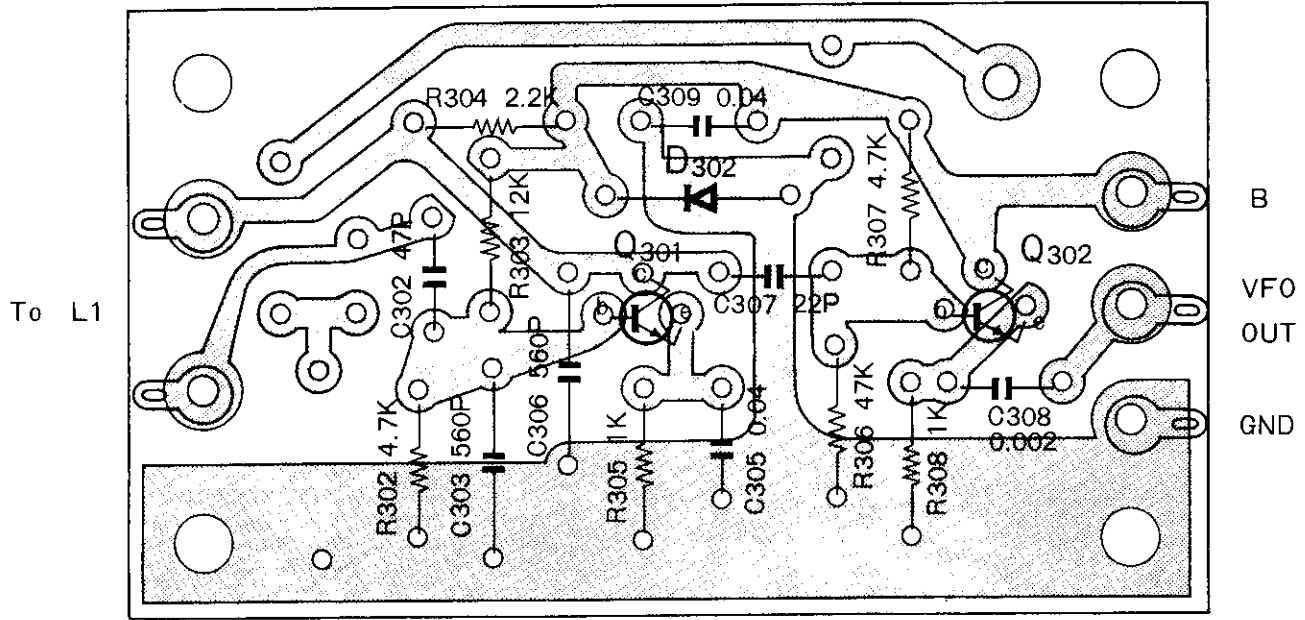 R304 2.2K
C309 0.04
D302
R307 4.7K
B
C302 47P
R303 12K
Q301
Q302
To L1
C307 22P
VFO
OUT
c
b
e
c
b
e
C306 560P
GND
R302 4.7K
C303 560P
R305 1K
C305 0.04
R306 47K
R308 1K
C308
0.002